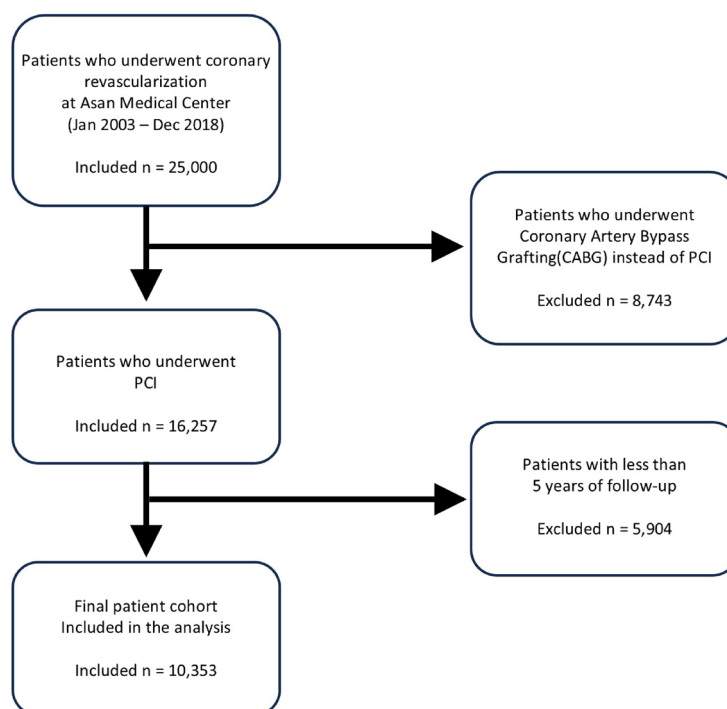 Patients who underwent coronary
revascularization
at Asan Medical Center
(Jan 2003 – Dec 2018)
Included n = 25,000
Patients who underwent
Coronary Artery Bypass
Grafting(CABG) instead of PCI
Excluded n = 8,743
Patients who underwent
PCI
Included n = 16,257
Patients with less than
5 years of follow-up
Excluded n = 5,904
Final patient cohort
Included in the analysis
Included n = 10,353